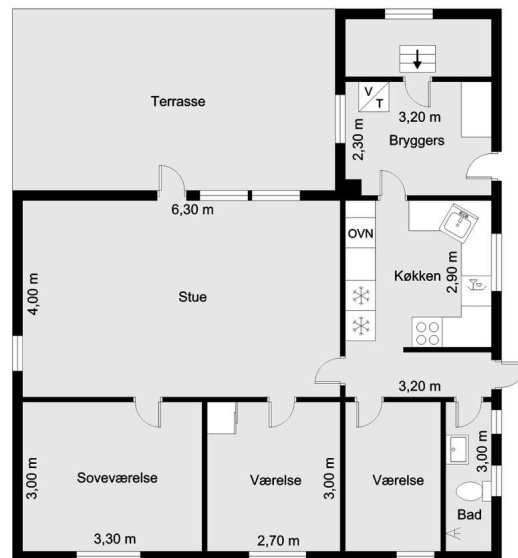 Terrasse
V
T
3,20 m
2,30 m
Bryggers
6,30 m
OVN
4,00 m
Stue
Køkken
2,90 m
3,20 m
3,00 m
Soveværelse
3,30 m
Værelse
3,00 m
2,70 m
Værelse
3,00 m
Bad